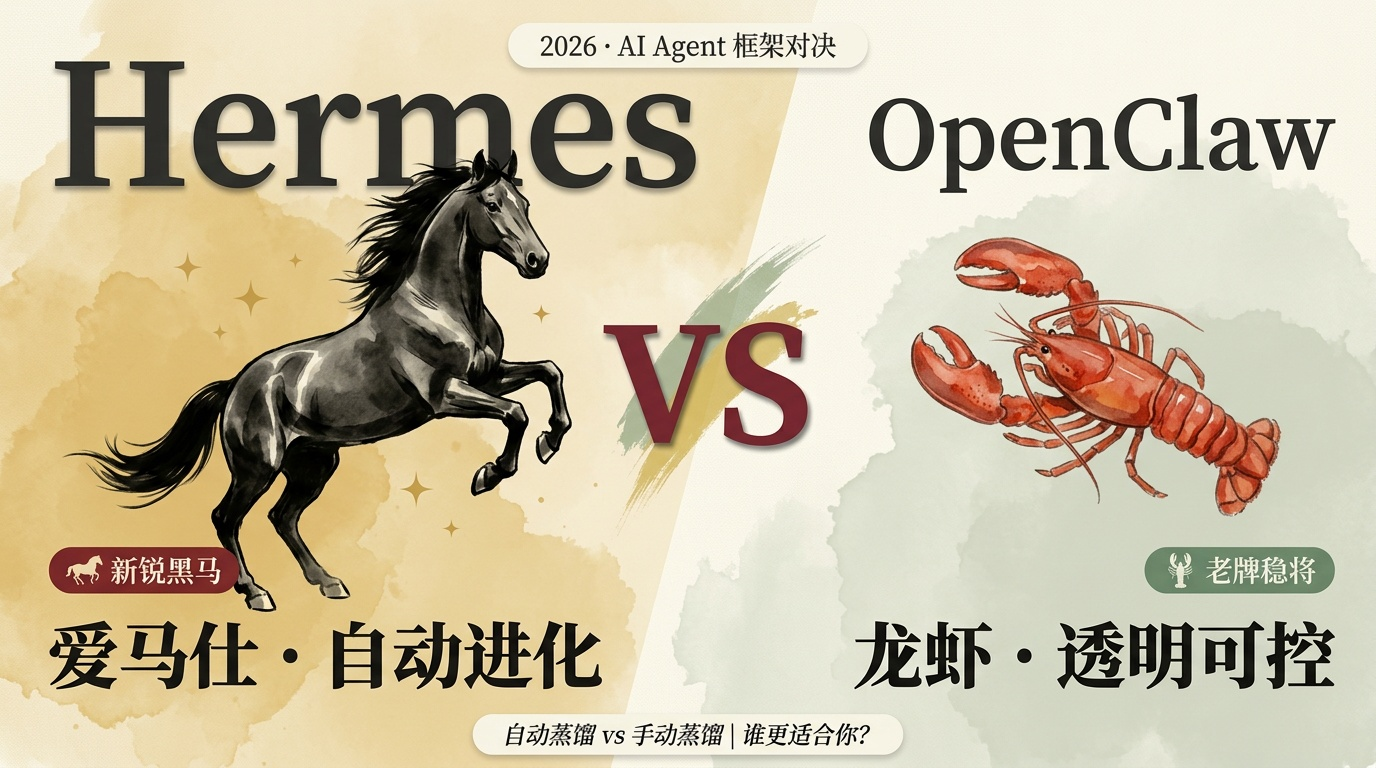 2026 · AI Agent 框架对决
Hermes
OpenClaw
VS
新锐黑马
爱马仕 · 自动进化
老牌稳将
龙虾 · 透明可控
自动蒸馏 vs 手动蒸馏 | 谁更适合你?